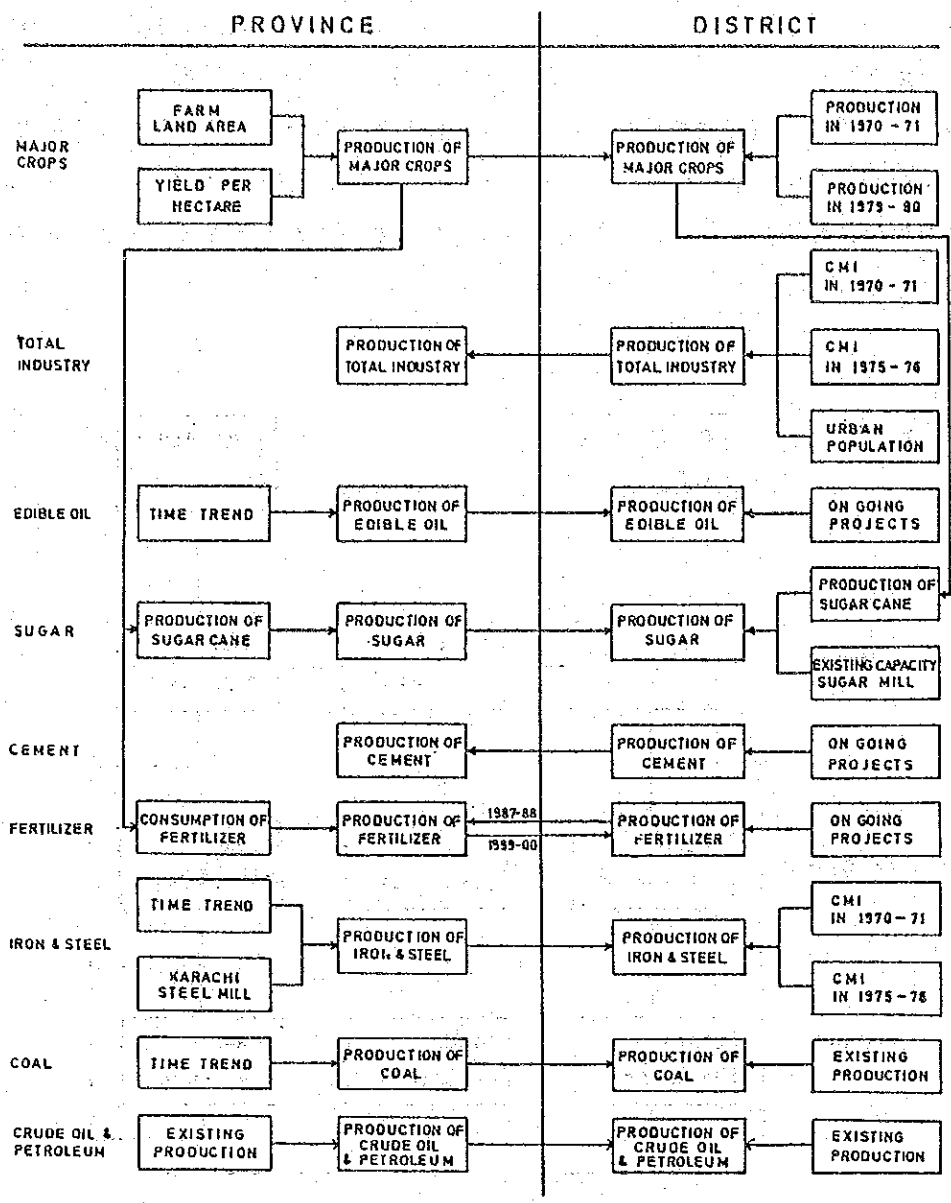 PROVINCE
DISTRICT
MAJOR
CROPS
FARM
LAND AREA
YIELD PER
HECTARE
PRODUCTION OF
MAJOR CROPS
PRODUCTION OF
MAJOR CROPS
PRODUCTION
IN 1970 - 71
PRODUCTION
IN 1979 - 80
TOTAL
INDUSTRY
PRODUCTION OF
TOTAL INDUSTRY
PRODUCTION OF
TOTAL INDUSTRY
CMI
IN 1970 - 71
CMI
IN 1975 - 76
URBAN
POPULATION
EDIBLE OIL
TIME TREND
PRODUCTION OF
EDIBLE OIL
PRODUCTION OF
EDIBLE OIL
ON GOING
PROJECTS
SUGAR
PRODUCTION OF
SUGAR CANE
PRODUCTION OF
SUGAR
PRODUCTION OF
SUGAR
PRODUCTION OF
SUGAR CANE
EXISTING CAPACITY
SUGAR MILL
CEMENT
PRODUCTION OF
CEMENT
PRODUCTION OF
CEMENT
ON GOING
PROJECTS
FERTILIZER
CONSUMPTION OF
FERTILIZER
PRODUCTION OF
FERTILIZER
1987-88
1999-00
PRODUCTION OF
FERTILIZER
ON GOING
PROJECTS
IRON & STEEL
TIME TREND
KARACHI
STEEL MILL
PRODUCTION OF
IRON & STEEL
PRODUCTION OF
IRON & STEEL
CMI
IN 1970 - 71
CMI
IN 1975 - 76
COAL
TIME TREND
PRODUCTION OF
COAL
PRODUCTION OF
COAL
EXISTING
PRODUCTION
CRUDE OIL &
PETROLEUM
EXISTING
PRODUCTION
PRODUCTION OF
CRUDE OIL
& PETROLEUM
PRODUCTION OF
CRUDE OIL
& PETROLEUM
EXISTING
PRODUCTION